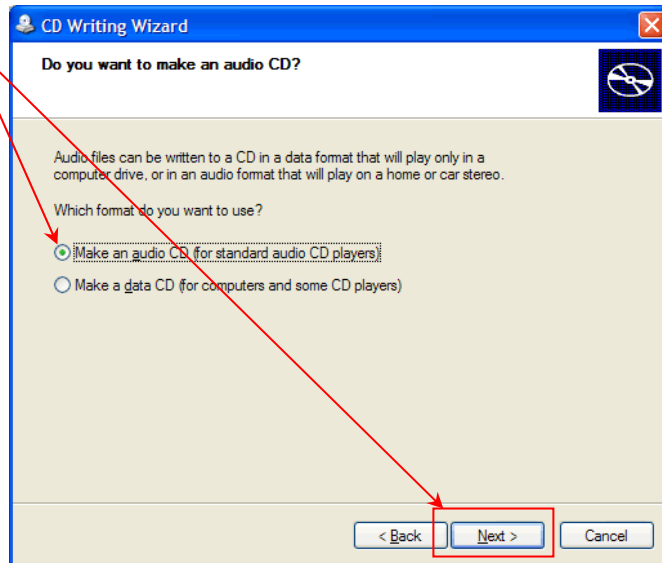 CD Writing Wizard
Do you want to make an audio CD?
Audio files can be written to a CD in a data format that will play only in a
computer drive, or in an audio format that will play on a home or car stereo.
Which format do you want to use?
Make an audio CD (for standard audio CD players)
Make a data CD (for computers and some CD players)
< Back Next > Cancel